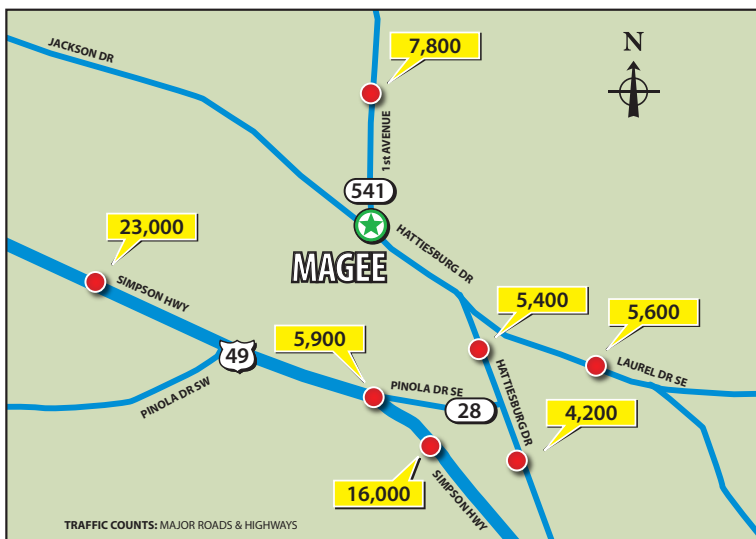 JACKSON DR
7,800
N
1st AVENUE
541
23,000
HATTIESBURG DR
MAGEE
SIMPSON HWY
5,400
5,600
49
5,900
LAUREL DR SE
PINOLA DR SW
PINOLA DR SE
28
HATTIESBURG DR
4,200
16,000
SIMPSON HWY
TRAFFIC COUNTS: MAJOR ROADS & HIGHWAYS